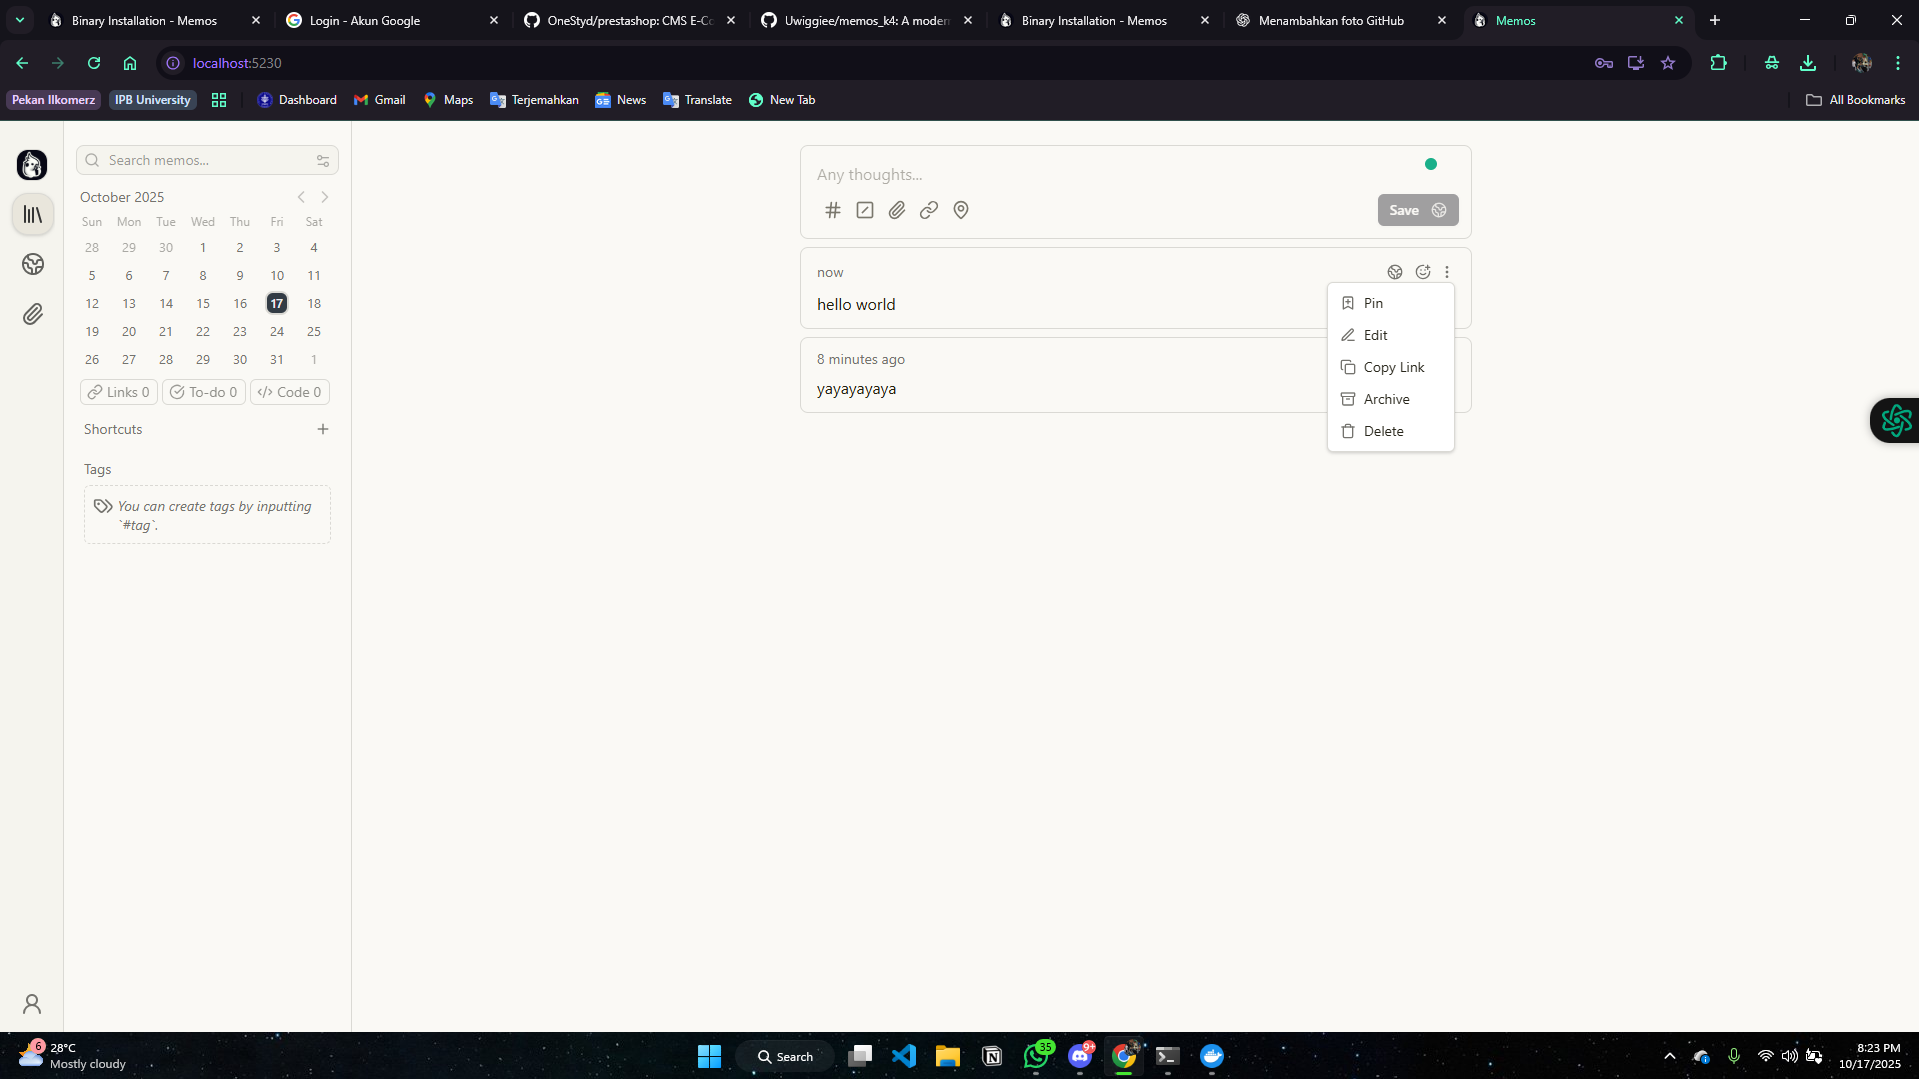 Binary Installation - Memos
Login - Akun Google
OneStyd/prestashop: CMS E-Co
Uwiggiee/memos_k4: A modern
Binary Installation - Memos
Menambahkan foto GitHub
Memos
localhost:5230
Pekan Ilkomerz
IPB University
Dashboard
Gmail
Maps
Terjemahkan
News
Translate
New Tab
All Bookmarks
Search memos...
October 2025
Sun Mon Tue Wed Thu Fri Sat
28 29 30 1 2 3 4
5 6 7 8 9 10 11
12 13 14 15 16 17 18
19 20 21 22 23 24 25
26 27 28 29 30 31 1
Links 0
To-do 0
Code 0
Shortcuts
Tags
You can create tags by inputting
`#tag`.
Any thoughts...
Save
now
hello world
8 minutes ago
yayayayaya
Pin
Edit
Copy Link
Archive
Delete
6
28°C
Mostly cloudy
Search
35
9+
8:23 PM
10/17/2025